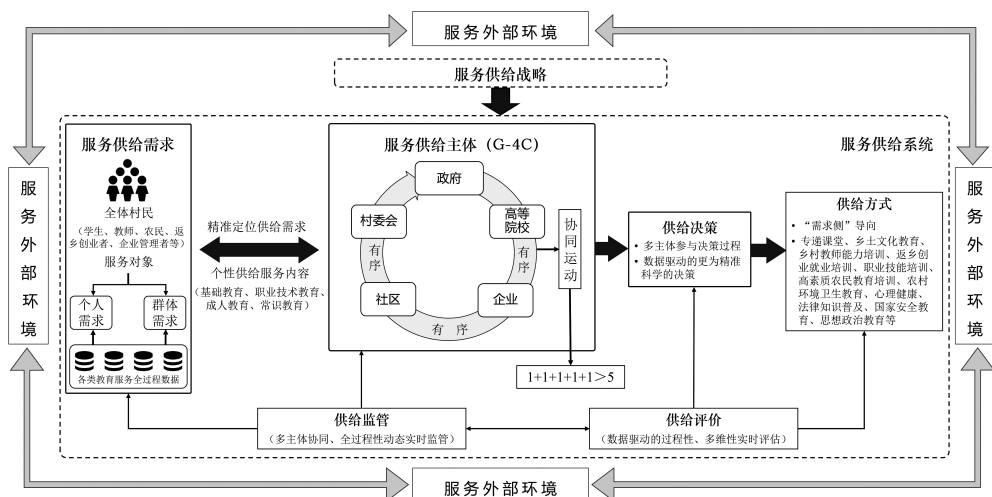 服务外部环境
服务供给战略
服务外部环境
服务供给系统
服务供给需求
全体村民
（学生、教师、农民、返
乡创业者、企业管理者等）
服务对象
个人
需求
群体
需求
各类教育服务全过程数据
精准定位供给需求
个性供给服务内容
（基础教育、职业技术教育、
成人教育、常识教育）
服务供给主体（G-4C）
政府
村委会
高等
院校
有序
有序
社区
企业
有 序
协同运动
1+1+1+1+1＞5
供给决策
• 多主体参与决策过程
• 数据驱动的更为精准
科学的决策
供给方式
• “需求侧”导向
• 专递课堂、乡土文化教育、
乡村教师能力培训、返乡创
业就业培训、职业技能培训、
高素质农民教育培训、农村
环境卫生教育、心理健康、
法律知识普及、国家安全教
育、思想政治教育等
服务外部环境
供给监管
（多主体协同、全过程性动态实时监管）
供给评价
（数据驱动的过程性、多维性实时评估）
服务外部环境